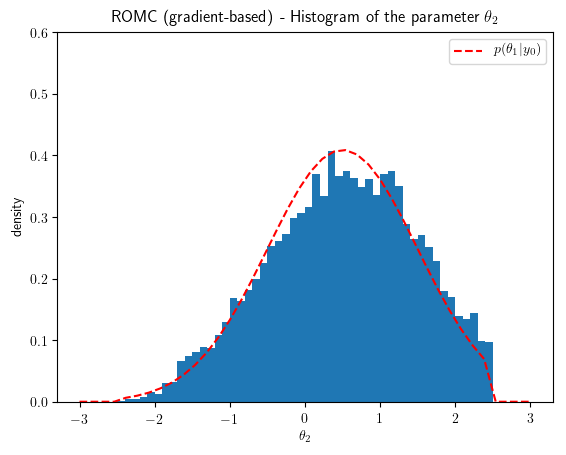 ROMC (gradient-based) - Histogram of the parameter θ₂
p(θ₁|y₀)
0.6
0.5
0.4
0.3
0.2
0.1
0.0
density
−3 −2 −1 0 1 2 3
θ₂